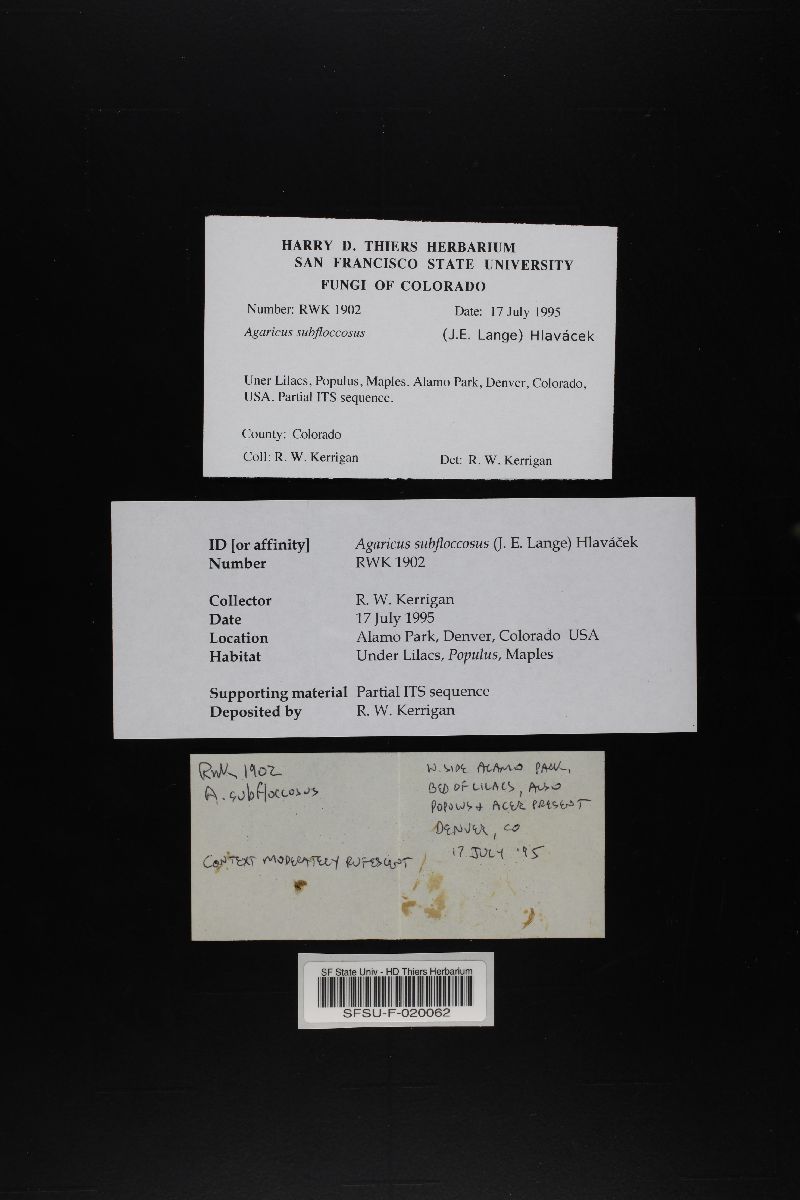 HARRY D. THIERS HERBARIUM
SAN FRANCISCO STATE UNIVERSITY
FUNGI OF COLORADO
Number: RWK 1902 Date: 17 July 1995
Agaricus subfloccosus (J.E. Lange) Hlavácek
Uner Lilacs, Populus, Maples. Alamo Park, Denver, Colorado,
USA. Partial ITS sequence.
County: Colorado
Coll: R. W. Kerrigan Det: R. W. Kerrigan
ID [or affinity] Agaricus subfloccosus (J. E. Lange) Hlaváček
Number RWK 1902
Collector R. W. Kerrigan
Date 17 July 1995
Location Alamo Park, Denver, Colorado USA
Habitat Under Lilacs, Populus, Maples
Supporting material Partial ITS sequence
Deposited by R. W. Kerrigan
RWK 1902
A. subfloccosus
CONTEXT MODERATELY RUFESCENT
W. SIDE ALAMO PARK,
BED OF LILACS, ALSO
POPULUS + ACER PRESENT
DENVER, CO
17 JULY '95
SF State Univ - HD Thiers Herbarium
SFSU-F-020062